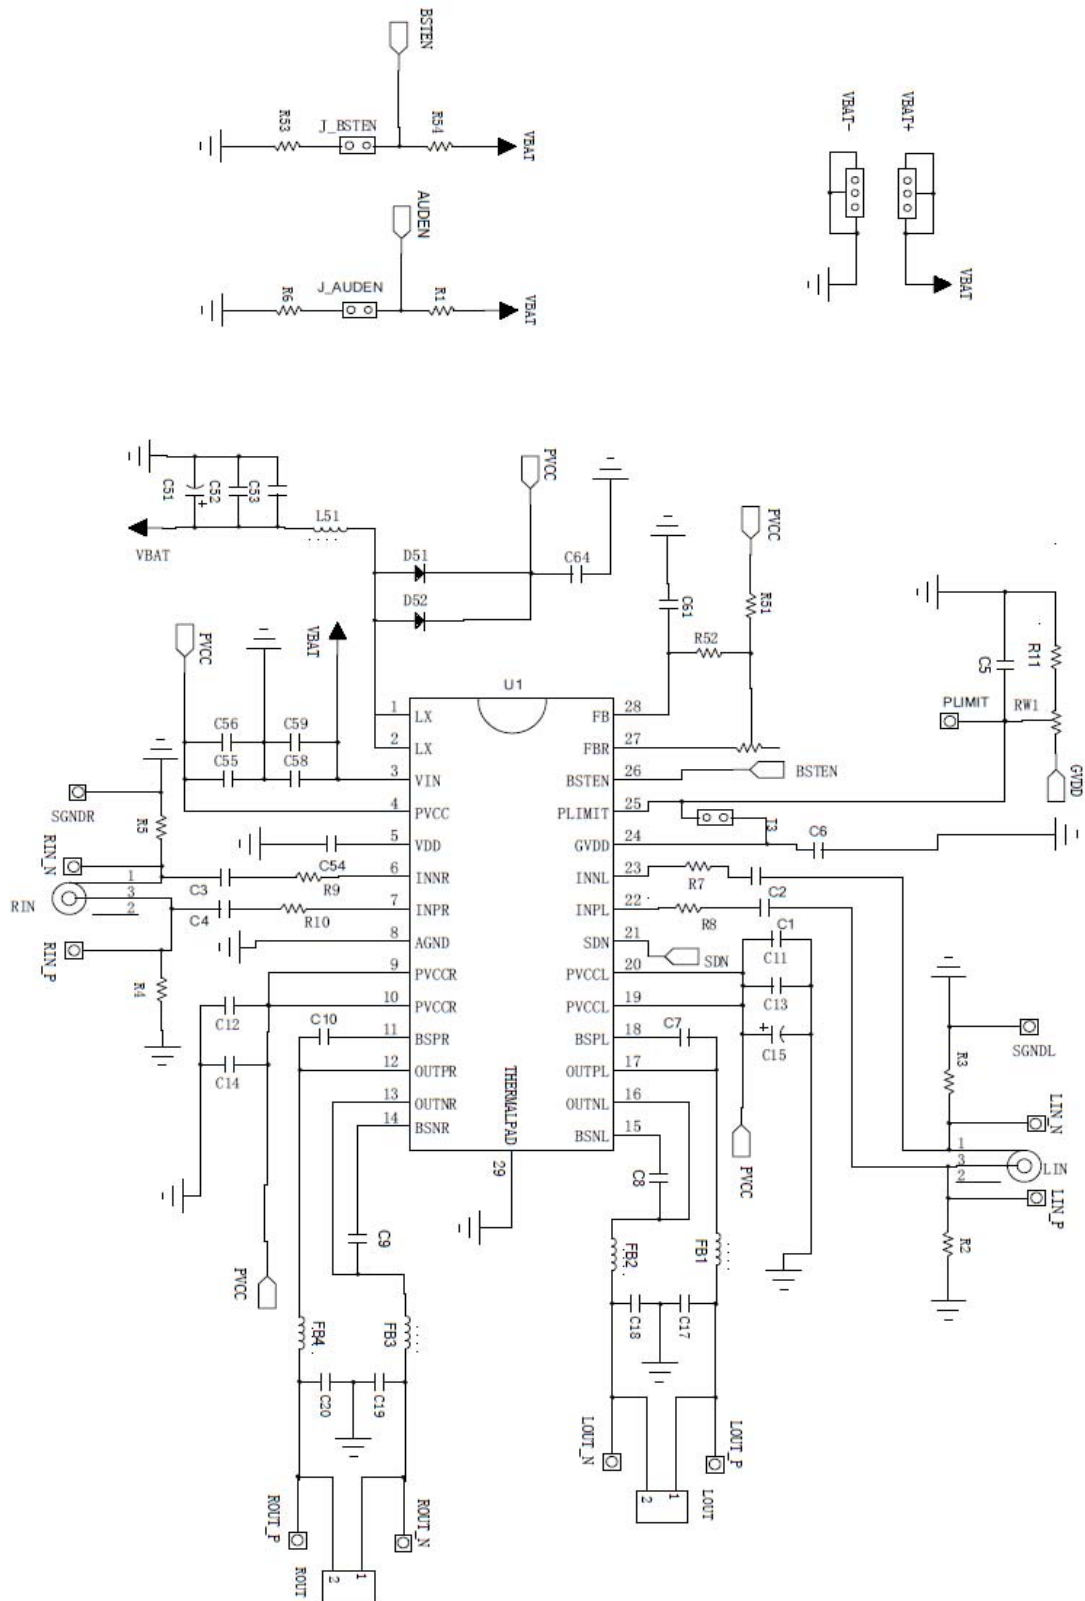 BSTEN
R53
J_BSTEN
R54
VBAT
AUDEN
R6
J_AUDEN
R1
VBAT
VBAT-
VBAT+
VBAT
C51
C52
C53
+
L51
VBAT
D51
D52
PVCC
C64
PVCC
C61
R51
R52
PVCC
VBAT
C56
C59
C55
C58
C5
R11
PLIMIT
RW1
GVDD
U1
1
LX
2
LX
3
VIN
4
PVCC
5
VDD
6
INNR
7
INPR
8
AGND
9
PVCCR
10
PVCCR
11
BSPR
12
OUTPR
13
OUTNR
14
BSNR
28
FB
27
FBR
26
BSTEN
25
PLIMIT
24
GVDD
23
INNL
22
INPL
21
SDN
20
PVCCL
19
PVCCL
18
BSPL
17
OUTPL
16
OUTNL
15
BSNL
THERMALPAD
29
BSTEN
C6
R7
C2
R8
C1
SDN
C11
C13
+
C15
PVCC
C7
C8
SGNDR
R5
RIN_N
RIN
1
3
2
RIN_P
R4
C54
C3
R9
C4
R10
C12
C14
C10
C9
PVCC
SGNDL
R3
LIN_N
1
3
2
LIN
LIN_P
R2
FB2
FB1
C18
C17
LOUT_N
LOUT_P
2
1
LOUT
FB4
FB3
C20
C19
ROUT_P
ROUT_N
2
1
ROUT